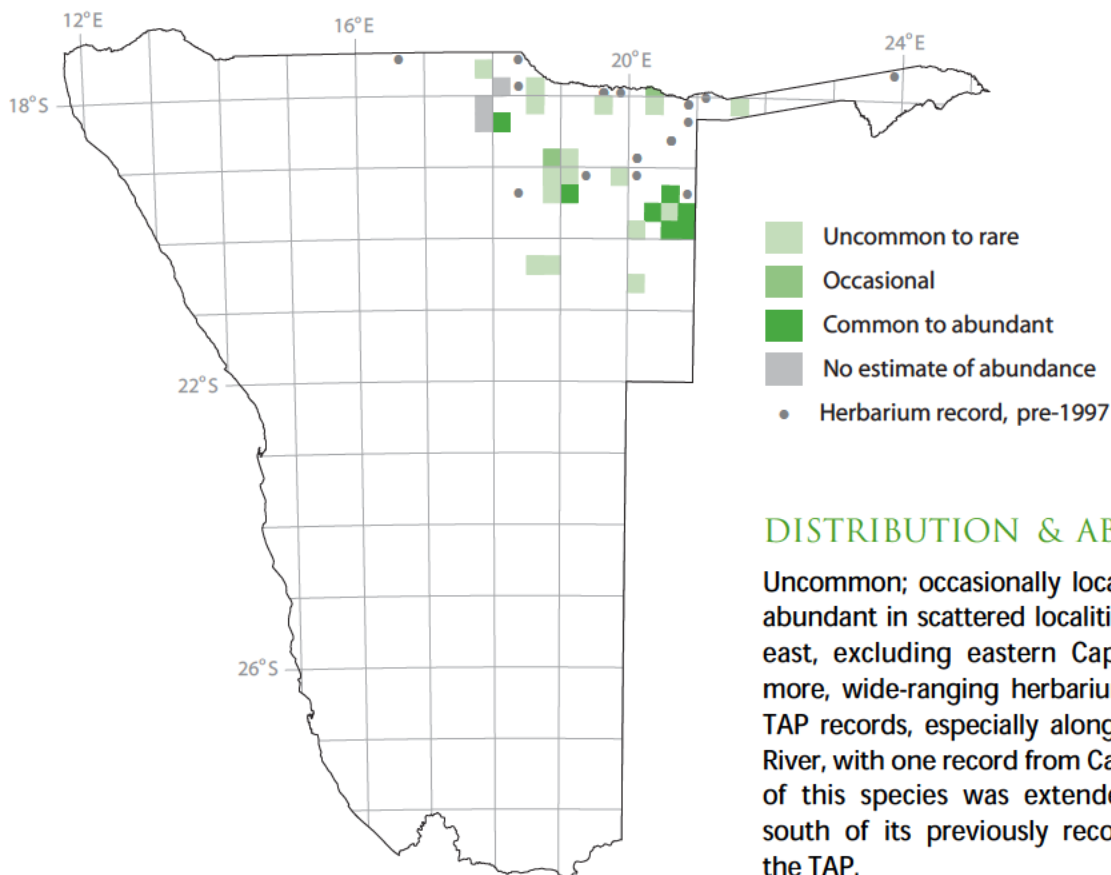 12°E
16°E
20°E
24°E
18°S
22°S
26°S
Uncommon to rare
Occasional
Common to abundant
No estimate of abundance
Herbarium record, pre-1997
DISTRIBUTION & AB
Uncommon; occasionally loca
abundant in scattered localiti
east, excluding eastern Cap
more, wide-ranging herbariu
TAP records, especially along
River, with one record from Ca
of this species was extende
south of its previously reco
the TAP.